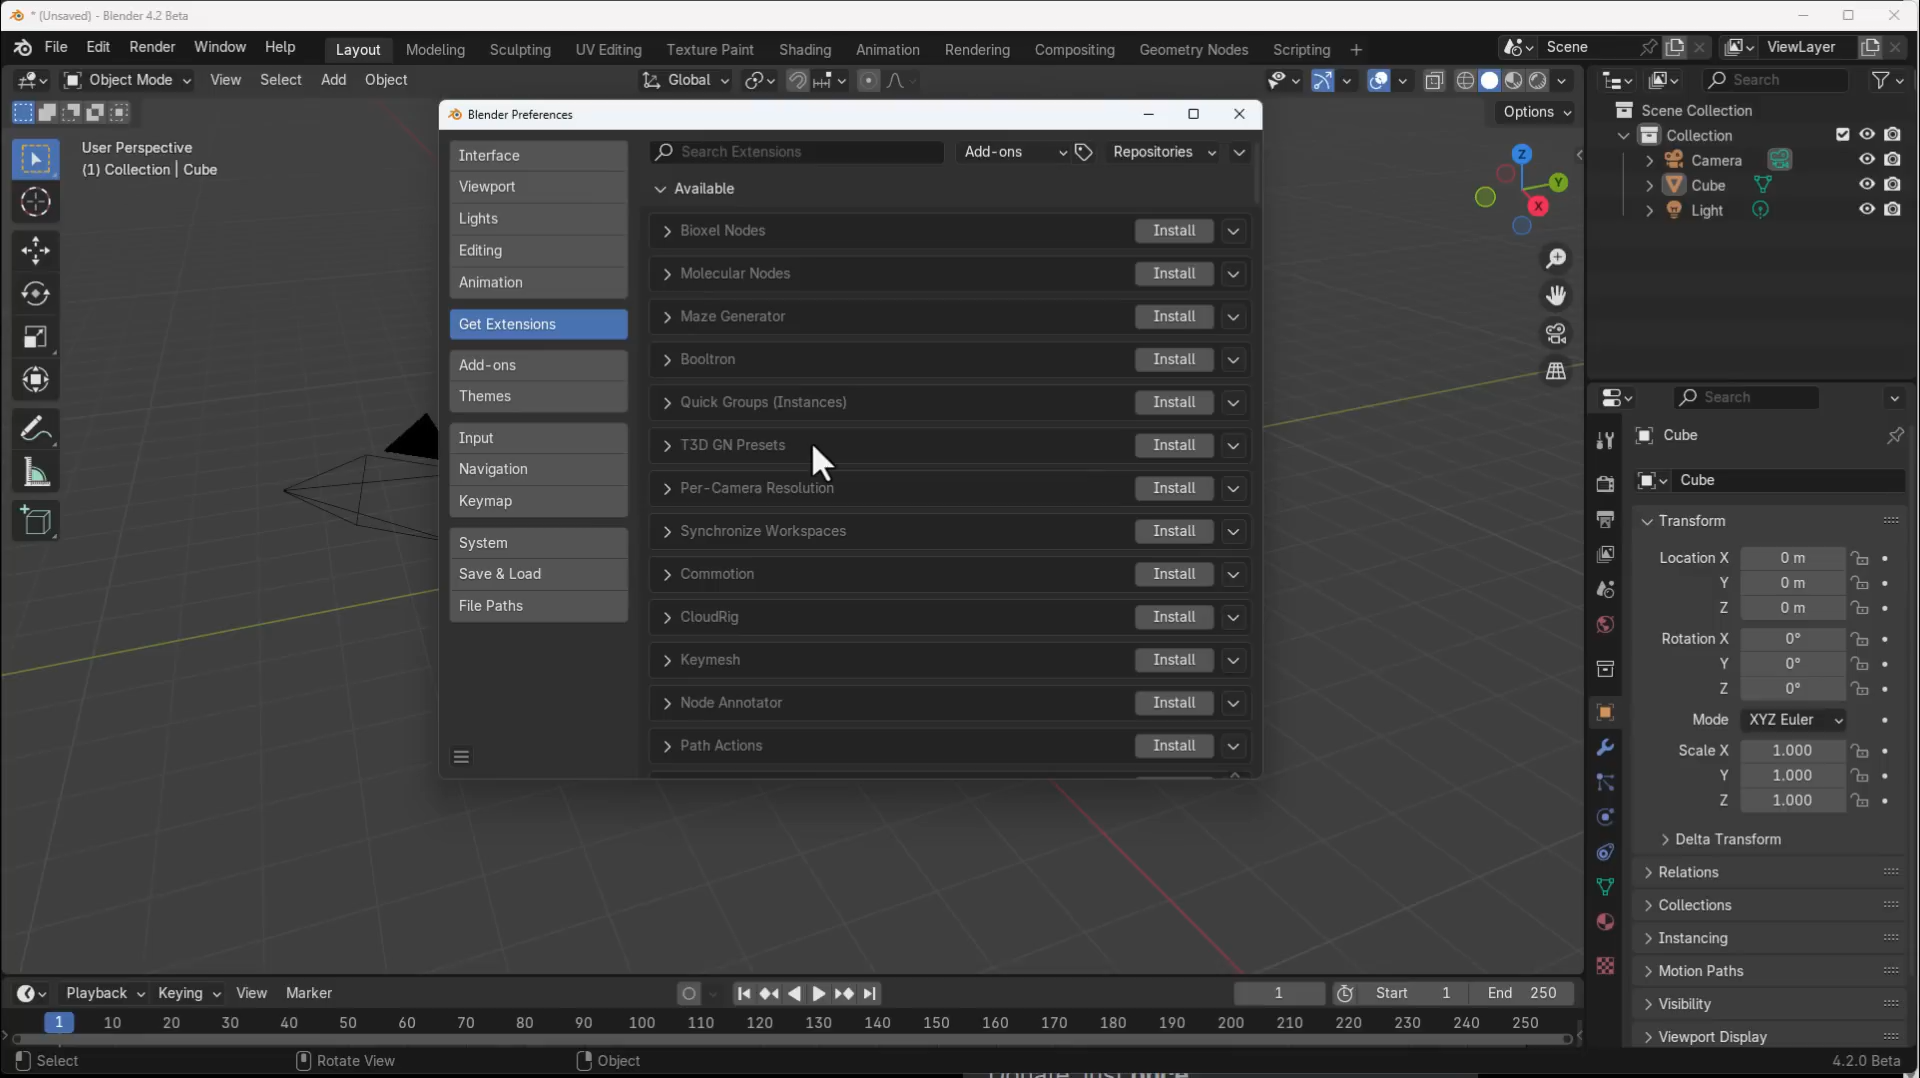 * (Unsaved) - Blender 4.2 Beta
File Edit Render Window Help Layout Modeling Sculpting UV Editing Texture Paint Shading Animation Rendering Compositing Geometry Nodes Scripting + Scene ViewLayer
Object Mode View Select Add Object Global Search
Options
User Perspective
(1) Collection | Cube
Z
Y
X
Scene Collection
Collection
Camera
Cube
Light
Blender Preferences
Interface
Viewport
Lights
Editing
Animation
Get Extensions
Add-ons
Themes
Input
Navigation
Keymap
System
Save & Load
File Paths
Search Extensions Add-ons Repositories
Available
Bioxel Nodes Install
Molecular Nodes Install
Maze Generator Install
Booltron Install
Quick Groups (Instances) Install
T3D GN Presets Install
Per-Camera Resolution Install
Synchronize Workspaces Install
Commotion Install
CloudRig Install
Keymesh Install
Node Annotator Install
Path Actions Install
Search
Cube
Cube
Transform
Location X 0 m
Y 0 m
Z 0 m
Rotation X 0°
Y 0°
Z 0°
Mode XYZ Euler
Scale X 1.000
Y 1.000
Z 1.000
Delta Transform
Relations
Collections
Instancing
Motion Paths
Visibility
Viewport Display
Playback Keying View Marker 1 Start 1 End 250
1 10 20 30 40 50 60 70 80 90 100 110 120 130 140 150 160 170 180 190 200 210 220 230 240 250
Select Rotate View Object 4.2.0 Beta